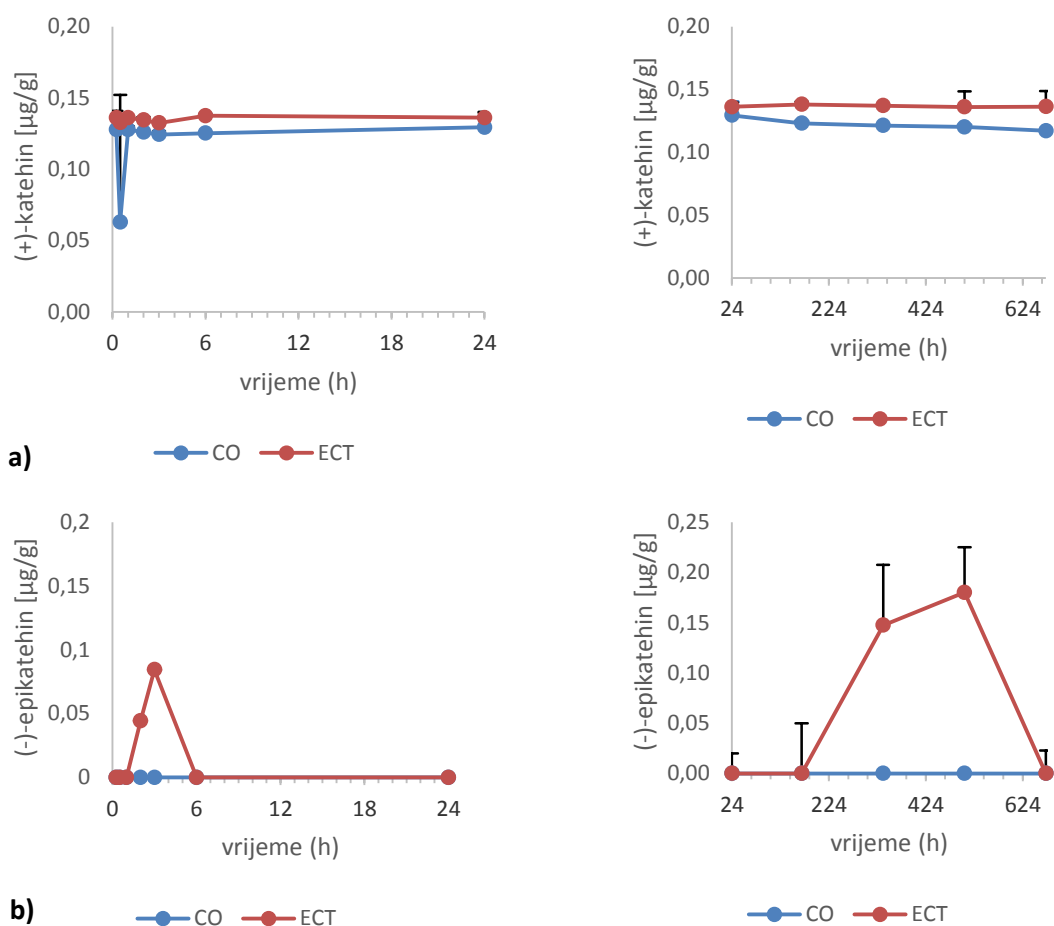 (+)-katehin [µg/g]
0,20
0,15
0,10
0,05
0,00
0 6 12 18 24
vrijeme (h)
CO ECT
(+)-katehin [µg/g]
0,20
0,15
0,10
0,05
0,00
24 224 424 624
vrijeme (h)
CO ECT
a)
(-)-epikatehin [µg/g]
0,2
0,15
0,1
0,05
0
0 6 12 18 24
vrijeme (h)
CO ECT
(-)-epikatehin [µg/g]
0,25
0,20
0,15
0,10
0,05
0,00
24 224 424 624
vrijeme (h)
CO ECT
b)